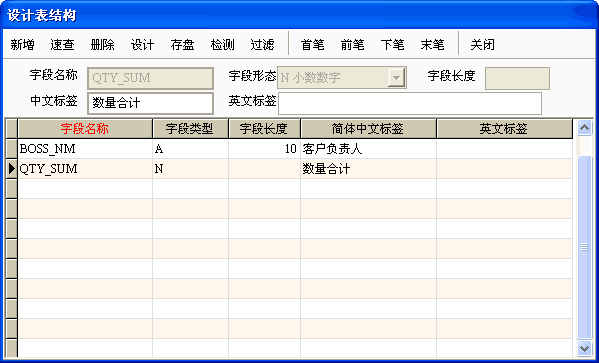 设计表结构
新增 速查 删除 设计 存盘 检测 过滤 首笔 前笔 下笔 末笔 关闭
字段名称 QTY_SUM 字段形态 N 小数数字 字段长度
中文标签 数量合计 英文标签
字段名称 字段类型 字段长度 简体中文标签 英文标签
BOSS_NM A 10 客户负责人
QTY_SUM N 数量合计